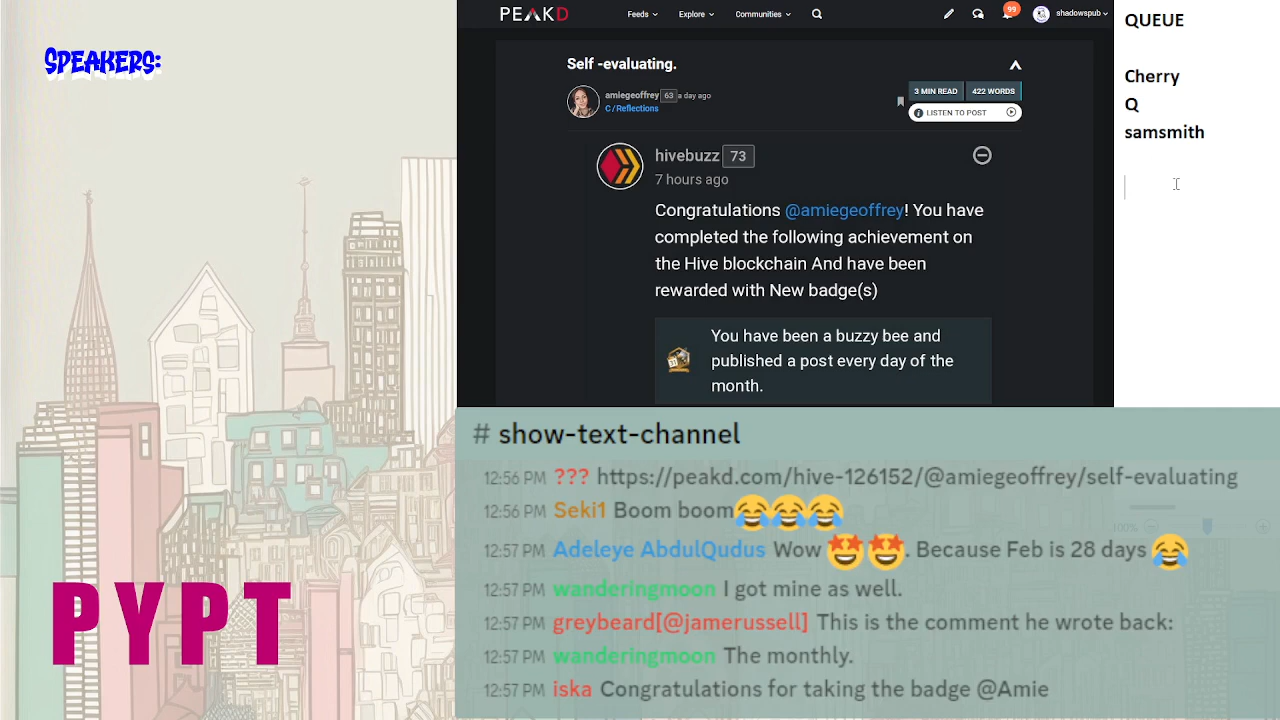 SPEAKERS:
PYPT
PEAKD
Feeds
Explore
Communities
99
shadowspub
Self -evaluating.
amiegeoffrey 63 a day ago
C / Reflections
3 MIN READ
422 WORDS
LISTEN TO POST
hivebuzz 73
7 hours ago
Congratulations @amiegeoffrey! You have
completed the following achievement on
the Hive blockchain And have been
rewarded with New badge(s)
You have been a buzzy bee and
published a post every day of the
month.
QUEUE
Cherry
Q
samsmith
# show-text-channel
12:56 PM ??? https://peakd.com/hive-126152/@amiegeoffrey/self-evaluating
12:56 PM Seki1 Boom boom😂😂😂
12:57 PM Adeleye AbdulQudus Wow 🤩🤩. Because Feb is 28 days 😂
12:57 PM wanderingmoon I got mine as well.
12:57 PM greybeard[@jamerussell] This is the comment he wrote back:
12:57 PM wanderingmoon The monthly.
12:57 PM iska Congratulations for taking the badge @Amie
100%